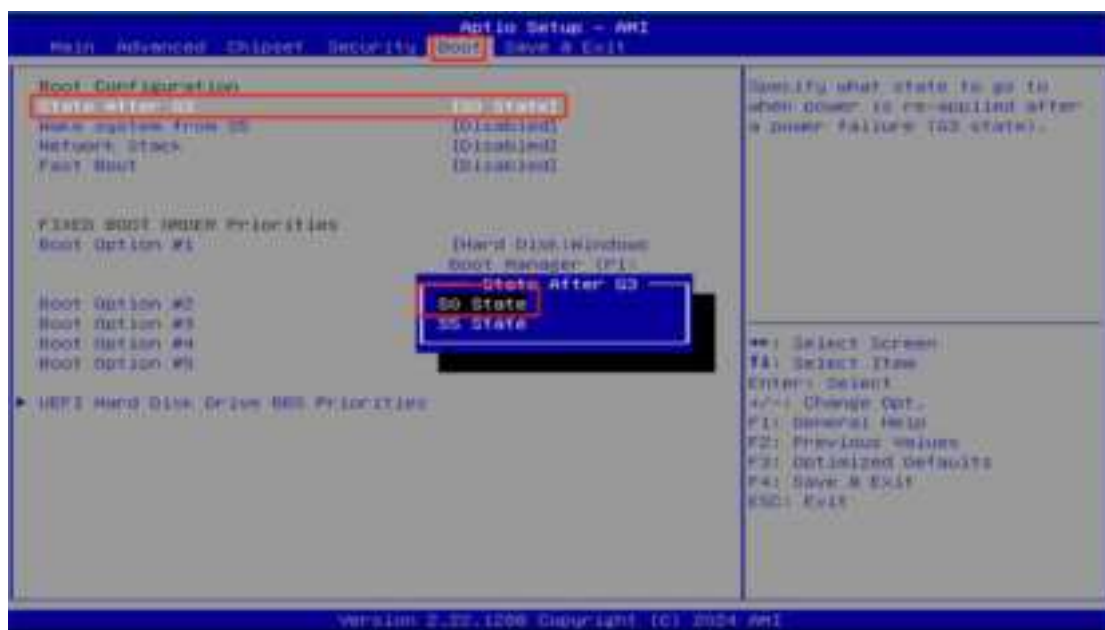 Aptio Setup - AMI
Main Advanced Chipset Security Boot Save & Exit
Boot Configuration
State After G3 [S0 State]
Wake system from S5 [Disabled]
Network Stack [Disabled]
Fast Boot [Disabled]
FIXED BOOT ORDER Priorities
Boot Option #1 [Hard Disk:Windows
Boot Manager (P1:
State After G3
S0 State
S5 State
Boot Option #2
Boot Option #3
Boot Option #4
Boot Option #5
UEFI Hard Disk Drive BBS Priorities
Specify what state to go to
when power is re-applied after
a power failure (G3 state).
: Select Screen
: Select Item
Enter: Select
+/-: Change Opt.
F1: General Help
F2: Previous Values
F3: Optimized Defaults
F4: Save & Exit
ESC: Exit
Version 2.22.1288 Copyright (C) 2024 AMI